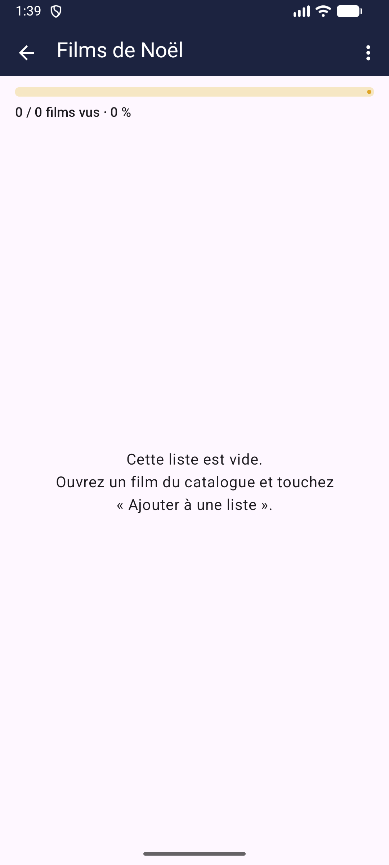 1:39
Films de Noël
0 / 0 films vus · 0 %
Cette liste est vide.
Ouvrez un film du catalogue et touchez
« Ajouter à une liste ».